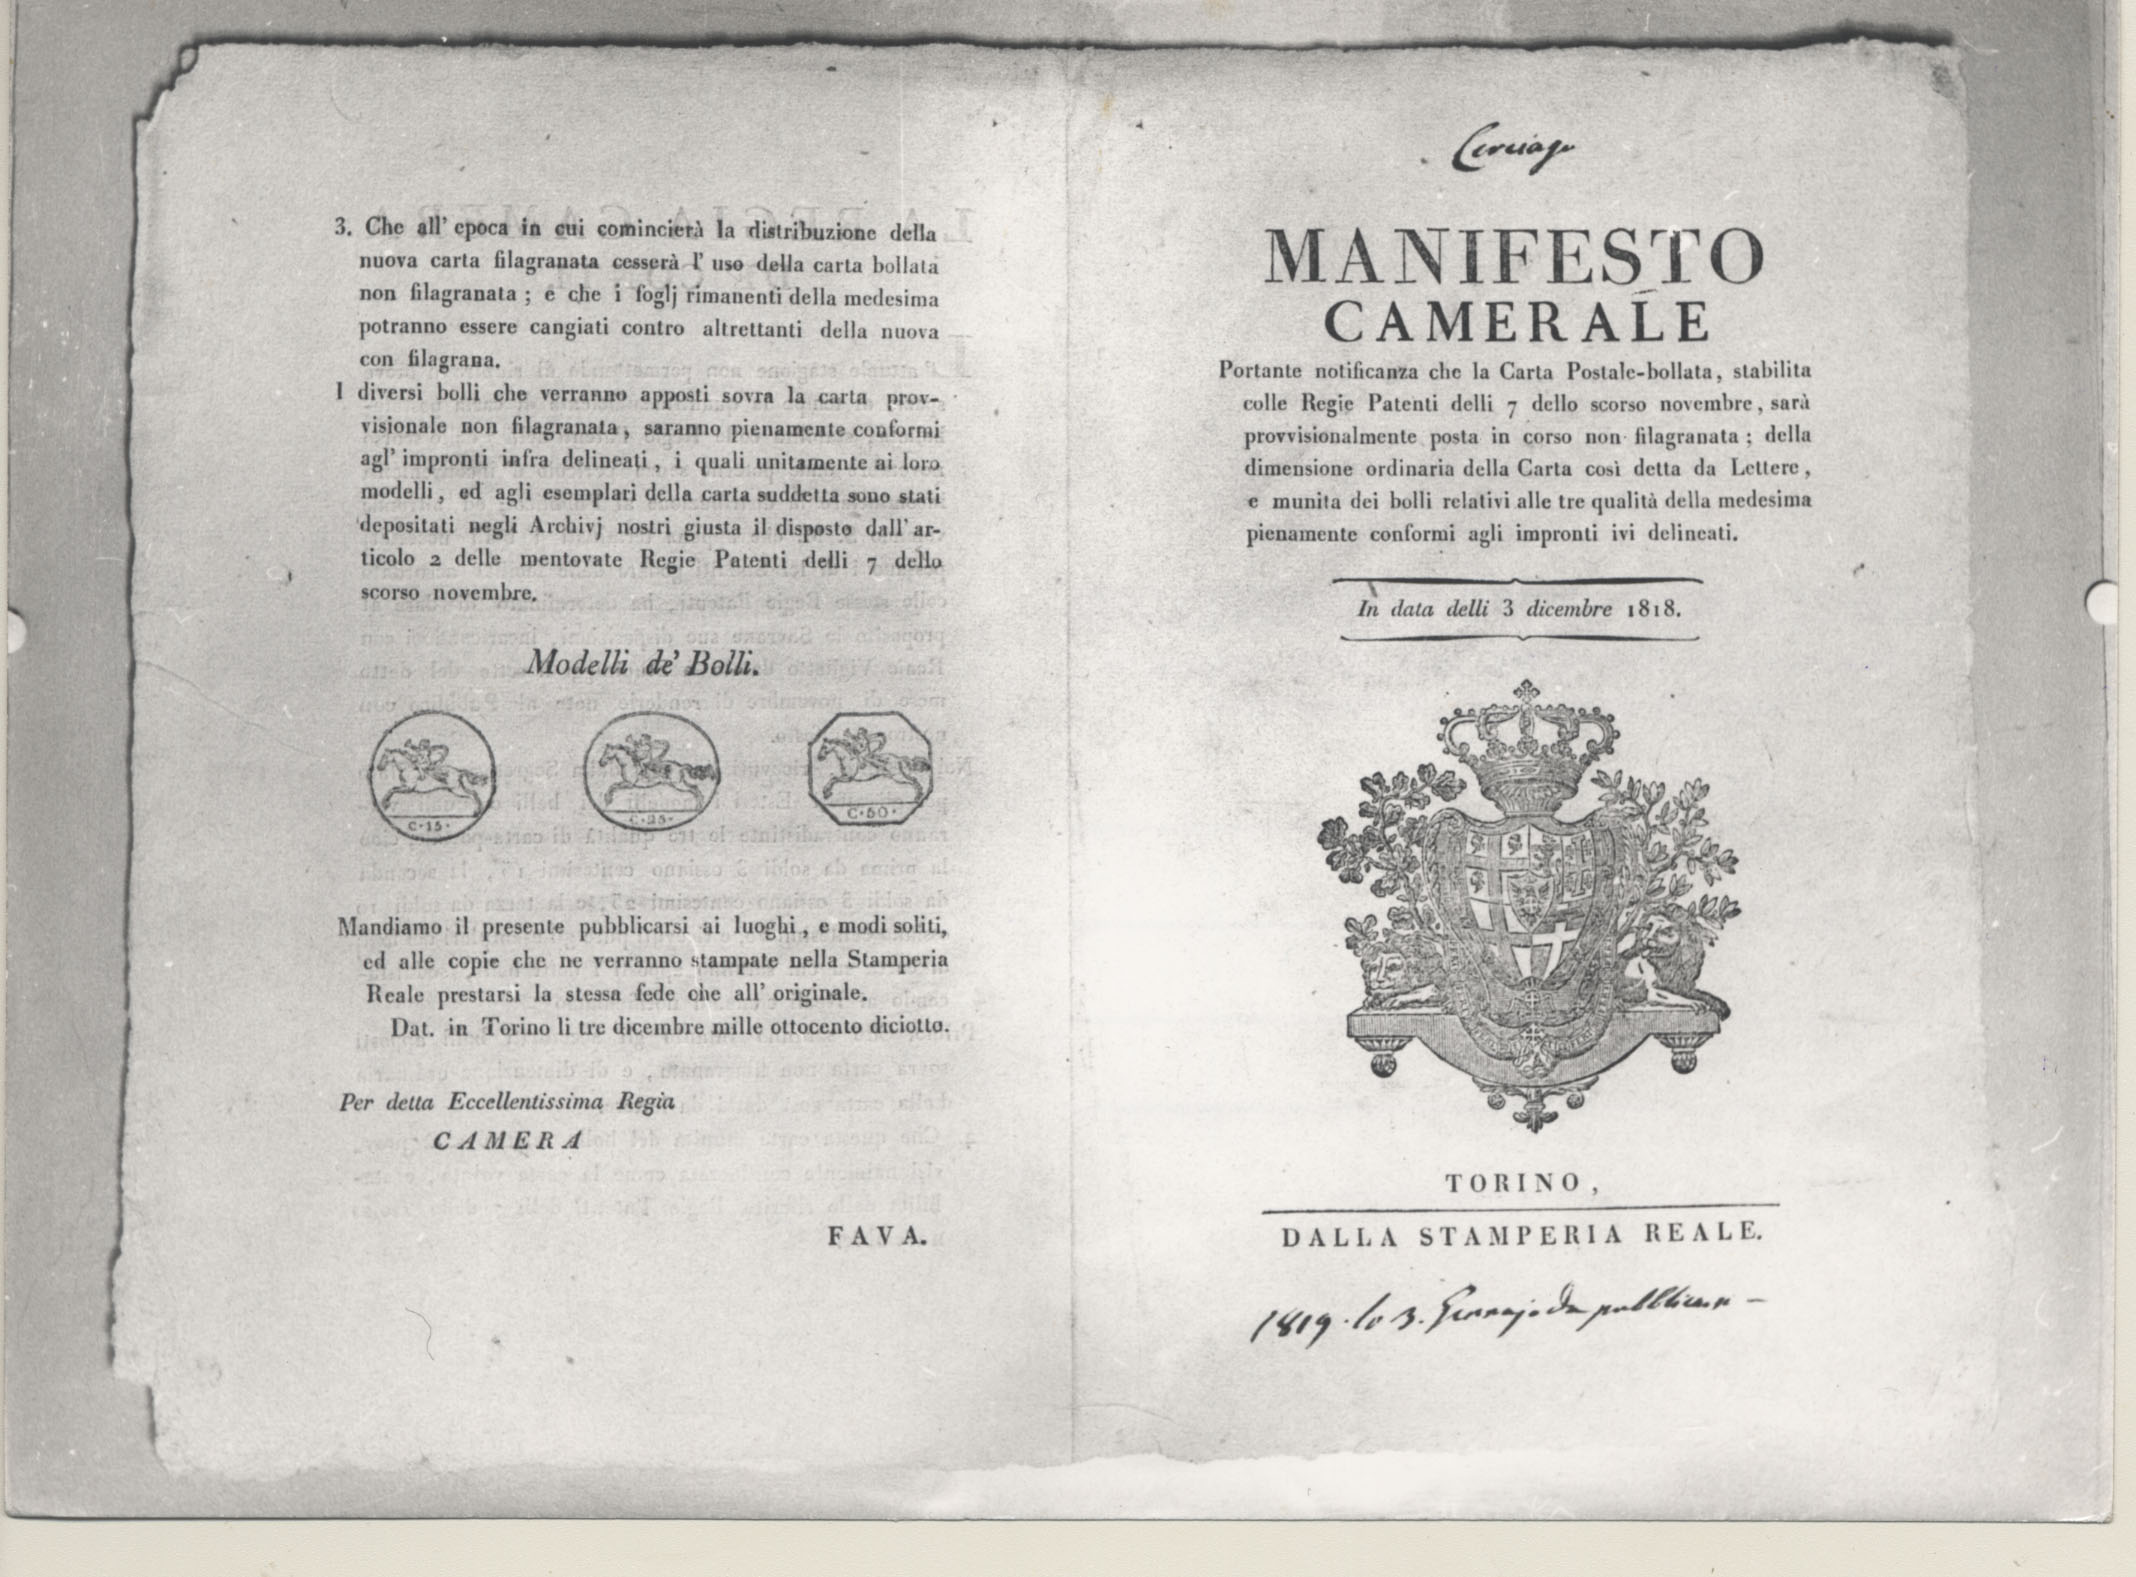 3. Che all' epoca in cui comincierà la distribuzione della
nuova carta filagranata cesserà l' uso della carta bollata
non filagranata ; e che i foglj rimanenti della medesima
potranno essere cangiati contro altrettanti della nuova
con filagrana.
I diversi bolli che verranno apposti sovra la carta prov-
visionale non filagranata, saranno pienamente conformi
agl' impronti infra delineati, i quali unitamente ai loro
modelli, ed agli esemplari della carta suddetta sono stati
depositati negli Archivj nostri giusta il disposto dall' ar-
ticolo 2 delle mentovate Regie Patenti delli 7 dello
scorso novembre.
Modelli de' Bolli.
C·15·
C·25·
C·50·
Mandiamo il presente pubblicarsi ai luoghi, e modi soliti,
ed alle copie che ne verranno stampate nella Stamperia
Reale prestarsi la stessa fede che all' originale.
Dat. in Torino li tre dicembre mille ottocento diciotto.
Per detta Eccellentissima Regia
CAMERA
FAVA.
MANIFESTO
CAMERALE
Portante notificanza che la Carta Postale-bollata, stabilita
colle Regie Patenti delli 7 dello scorso novembre, sarà
provvisionalmente posta in corso non filagranata ; della
dimensione ordinaria della Carta così detta da Lettere,
e munita dei bolli relativi alle tre qualità della medesima
pienamente conformi agli impronti ivi delineati.
In data delli 3 dicembre 1818.
TORINO,
DALLA STAMPERIA REALE.
1819. lo 3.